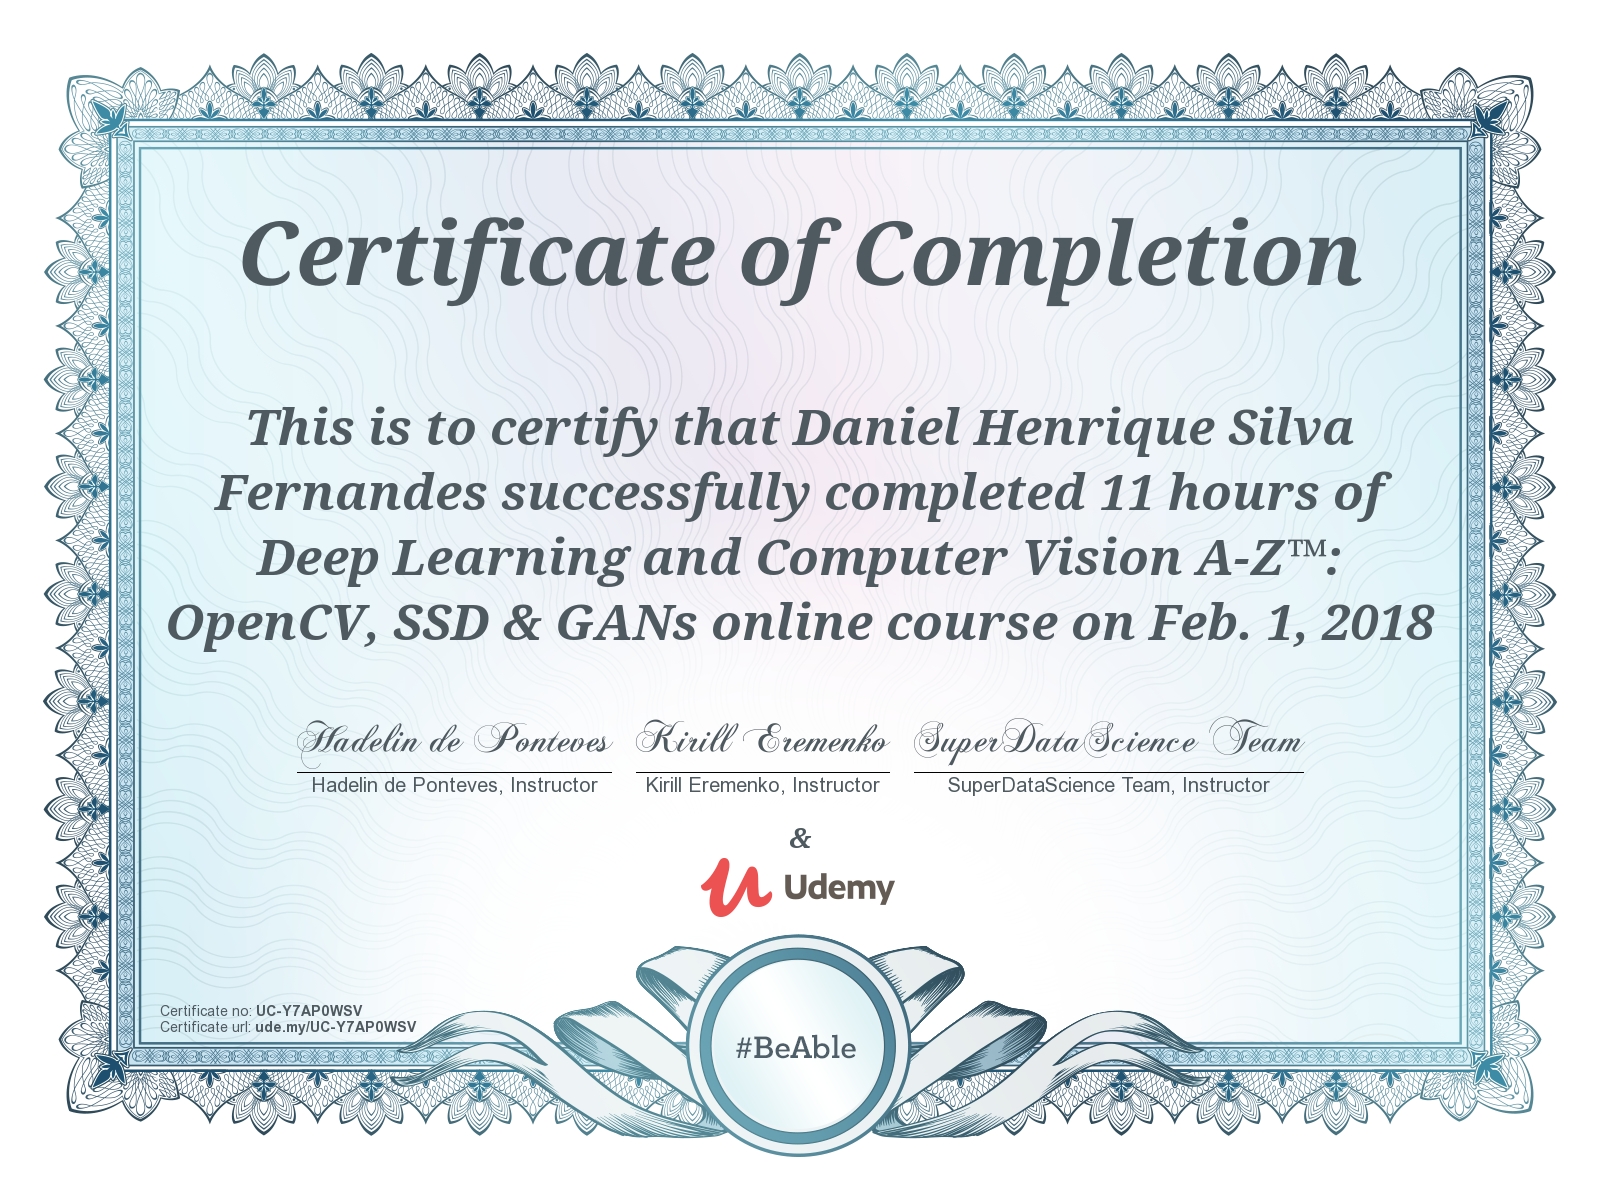 Certificate of Completion
This is to certify that Daniel Henrique Silva
Fernandes successfully completed 11 hours of
Deep Learning and Computer Vision A-Z™:
OpenCV, SSD & GANs online course on Feb. 1, 2018
Hadelin de Ponteves Kirill Eremenko SuperDataScience Team
Hadelin de Ponteves, Instructor Kirill Eremenko, Instructor SuperDataScience Team, Instructor
&
Udemy
Certificate no: UC-Y7AP0WSV
Certificate url: ude.my/UC-Y7AP0WSV
#BeAble